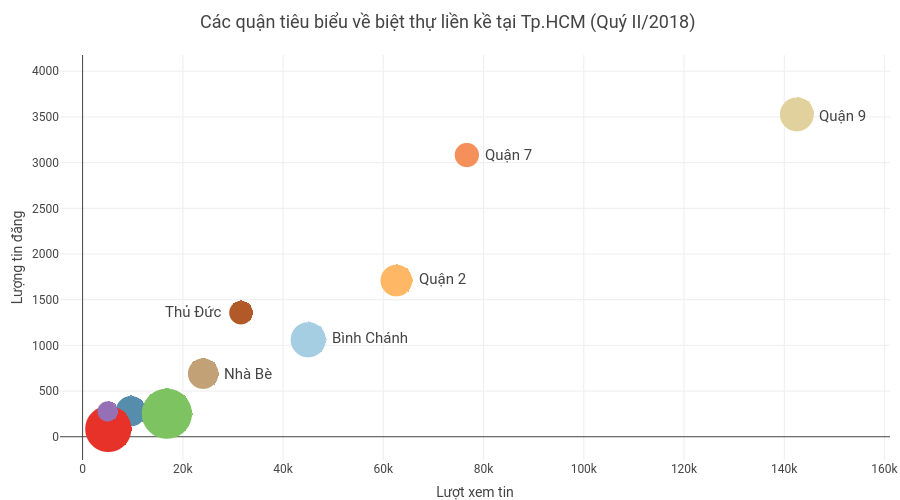 Các quận tiêu biểu về biệt thự liền kề tại Tp.HCM (Quý II/2018)
4000
3500
3000
2500
2000
1500
1000
500
0
Lượng tin đăng
Quận 9
Quận 7
Quận 2
Thủ Đức
Bình Chánh
Nhà Bè
0
20k
40k
60k
80k
100k
120k
140k
160k
Lượt xem tin